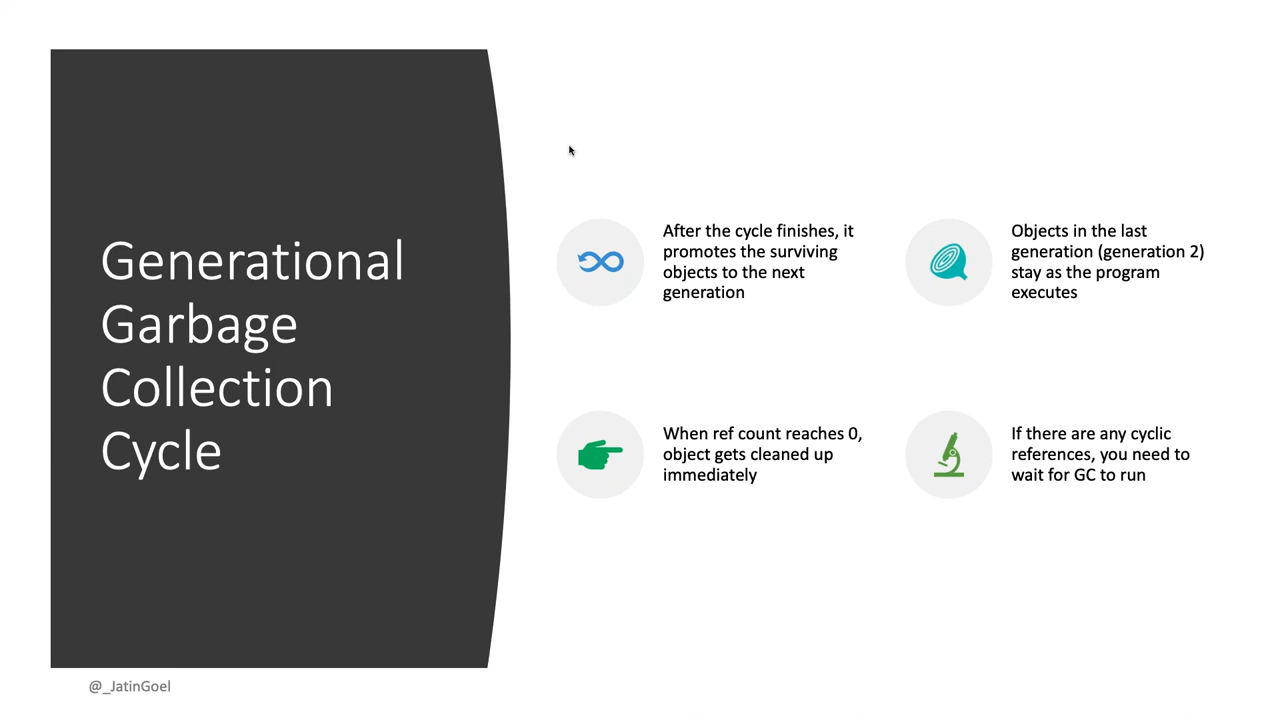 Generational
Garbage
Collection
Cycle
After the cycle finishes, it
promotes the surviving
objects to the next
generation
Objects in the last
generation (generation 2)
stay as the program
executes
When ref count reaches 0,
object gets cleaned up
immediately
If there are any cyclic
references, you need to
wait for GC to run
@_JatinGoel